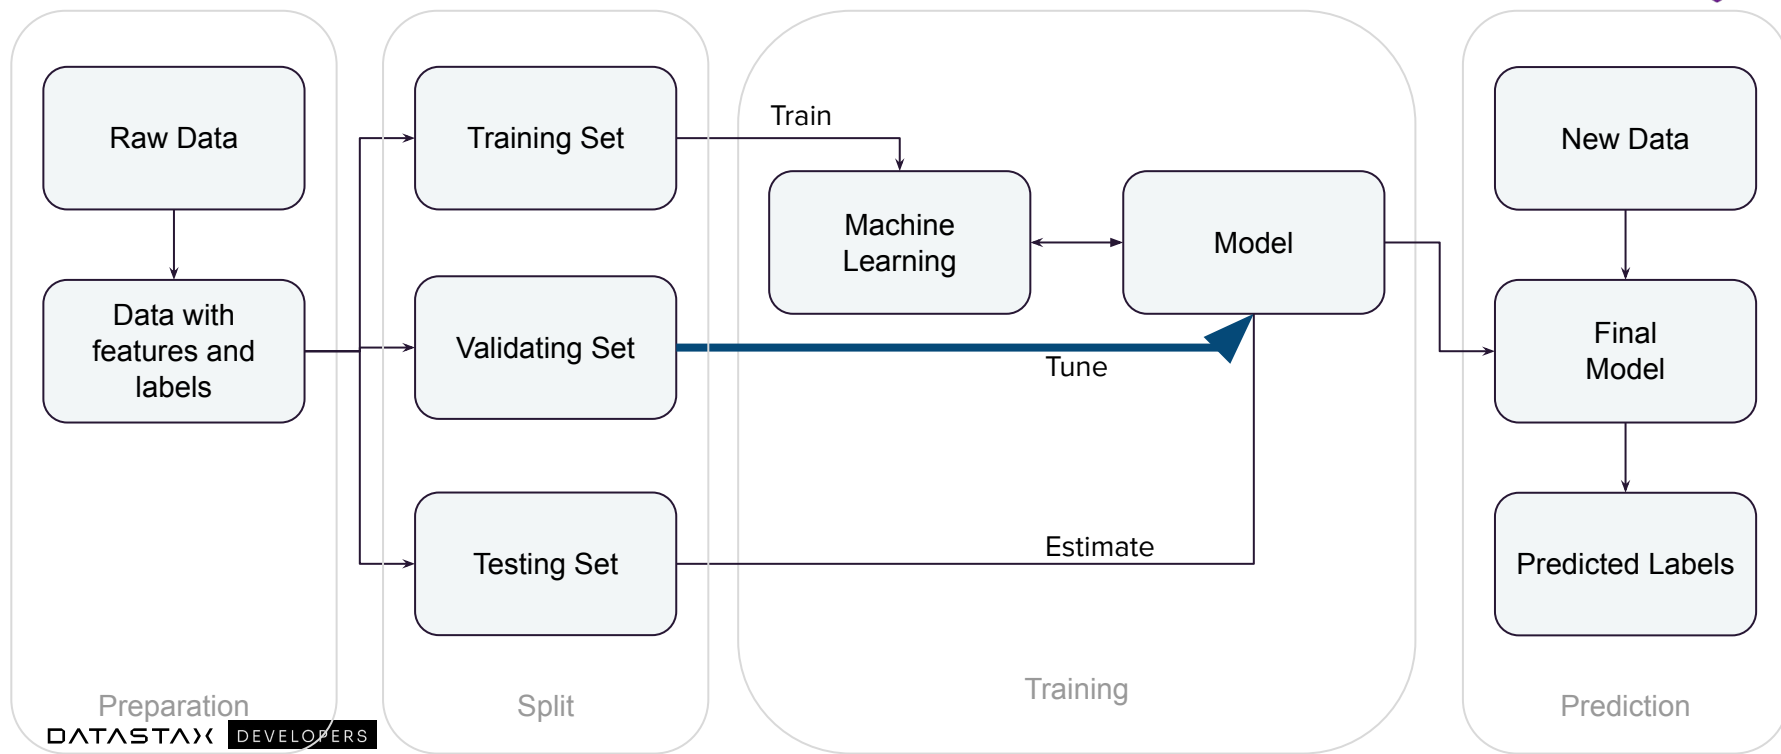 Raw Data
Data with
features and
labels
Preparation
Training Set
Validating Set
Testing Set
Split
Train
Machine
Learning
Model
Tune
Estimate
Training
New Data
Final
Model
Predicted Labels
Prediction
DATASTAX DEVELOPERS